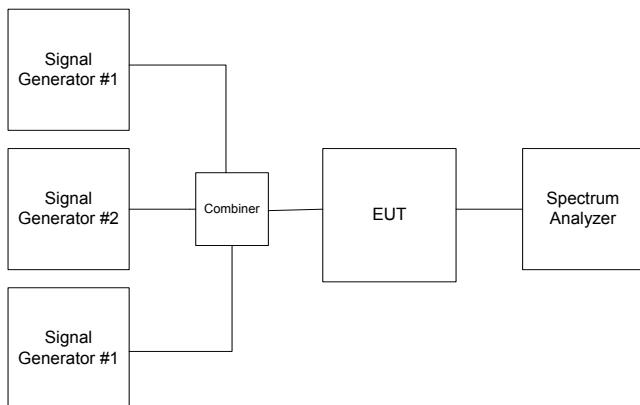 Signal
Generator #1
Signal
Generator #2
Combiner
EUT
Spectrum
Analyzer
Signal
Generator #1